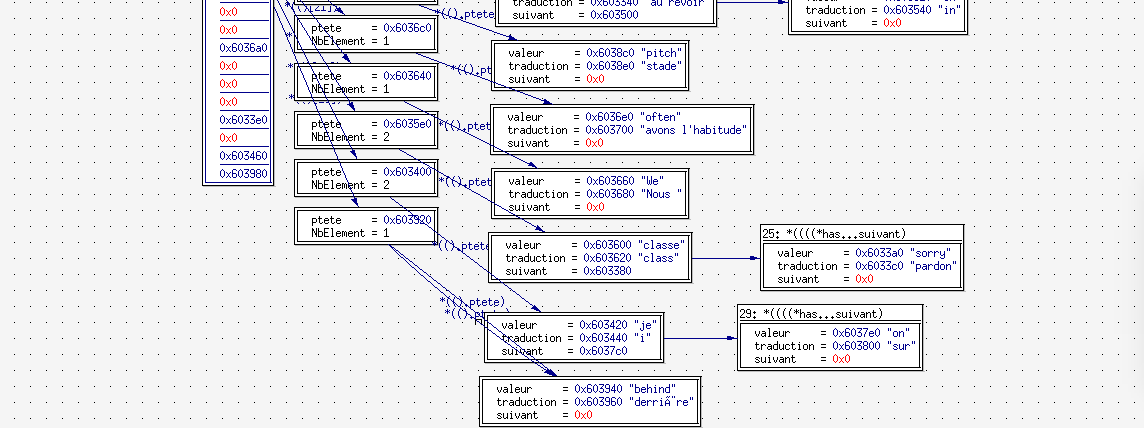 0x0
0x0
0x6036a0
0x0
0x0
0x0
0x6033e0
0x0
0x603460
0x603980
ptete = 0x6036c0
NbElement = 1
ptete = 0x603640
NbElement = 1
ptete = 0x6035e0
NbElement = 2
ptete = 0x603400
NbElement = 2
ptete = 0x603920
NbElement = 1
*(().ptete
traduction = 0x603340 "au revoir"
suivant = 0x603500
traduction = 0x603540 "in"
suivant = 0x0
valeur = 0x6038c0 "pitch"
traduction = 0x6038e0 "stade"
suivant = 0x0
*(().pt
valeur = 0x6036e0 "often"
traduction = 0x603700 "avons l'habitude"
suivant = 0x0
*(().ptet
valeur = 0x603660 "We"
traduction = 0x603680 "Nous "
suivant = 0x0
*(().ptet
valeur = 0x603600 "classe"
traduction = 0x603620 "class"
suivant = 0x603380
*(().ptete
25: *((((*has...suivant)
valeur = 0x6033a0 "sorry"
traduction = 0x6033c0 "pardon"
suivant = 0x0
*(().ptete)
*(().pt
valeur = 0x603420 "je"
traduction = 0x603440 "i"
suivant = 0x6037c0
29: *((((*has...suivant)
valeur = 0x6037e0 "on"
traduction = 0x603800 "sur"
suivant = 0x0
valeur = 0x603940 "behind"
traduction = 0x603960 "derriÃ¨re"
suivant = 0x0